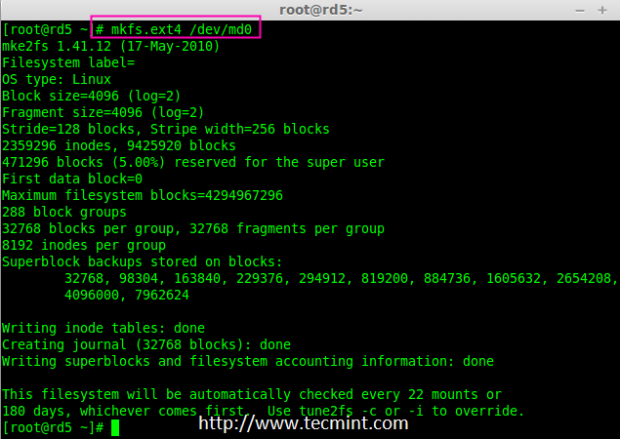 root@rd5:~
[root@rd5 ~]# mkfs.ext4 /dev/md0
mke2fs 1.41.12 (17-May-2010)
Filesystem label=
OS type: Linux
Block size=4096 (log=2)
Fragment size=4096 (log=2)
Stride=128 blocks, Stripe width=256 blocks
2359296 inodes, 9425920 blocks
471296 blocks (5.00%) reserved for the super user
First data block=0
Maximum filesystem blocks=4294967296
288 block groups
32768 blocks per group, 32768 fragments per group
8192 inodes per group
Superblock backups stored on blocks:
32768, 98304, 163840, 229376, 294912, 819200, 884736, 1605632, 2654208,
4096000, 7962624
Writing inode tables: done
Creating journal (32768 blocks): done
Writing superblocks and filesystem accounting information: done
This filesystem will be automatically checked every 22 mounts or
180 days, whichever comes first.  Use tune2fs -c or -i to override.
[root@rd5 ~]#
http://www.tecmint.com